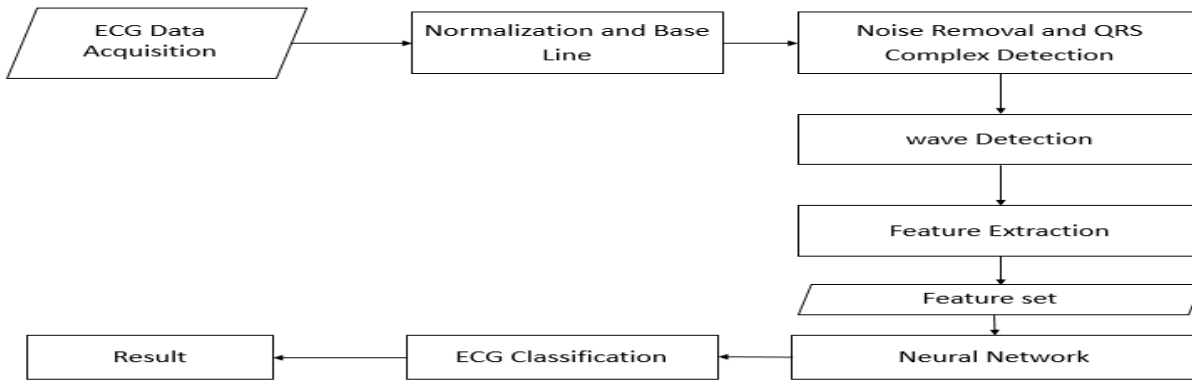 ECG Data
Acquisition
Normalization and Base
Line
Noise Removal and QRS
Complex Detection
wave Detection
Feature Extraction
Feature set
Neural Network
ECG Classification
Result